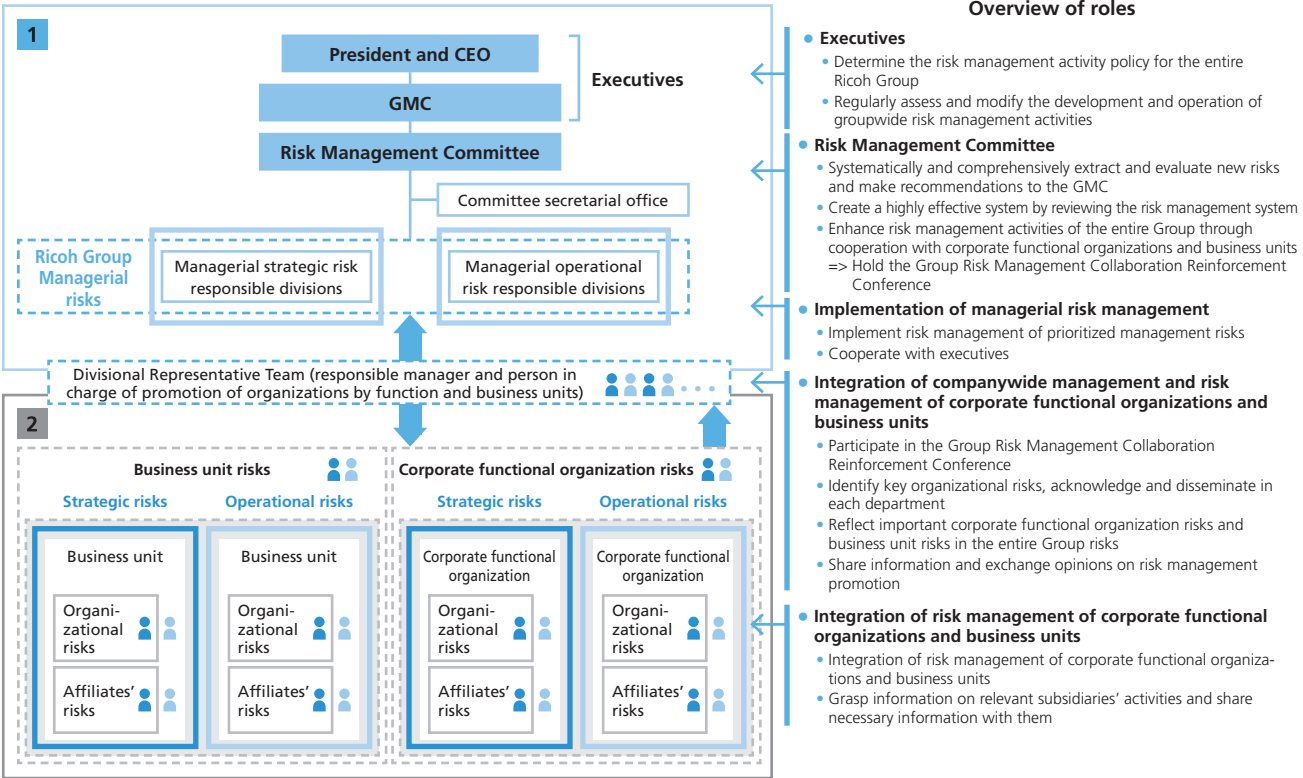 1
President and CEO
GMC
Executives
Risk Management Committee
Committee secretarial office
Ricoh Group
Managerial
risks
Managerial strategic risk
responsible divisions
Managerial operational
risk responsible divisions
Divisional Representative Team (responsible manager and person in
charge of promotion of organizations by function and business units)
2
Business unit risks
Strategic risks
Operational risks
Business unit
Organi-
zational
risks
Affiliates'
risks
Business unit
Organi-
zational
risks
Affiliates'
risks
Corporate functional organization risks
Strategic risks
Operational risks
Corporate functional
organization
Organi-
zational
risks
Affiliates'
risks
Corporate functional
organization
Organi-
zational
risks
Affiliates'
risks
Overview of roles
• Executives
• Determine the risk management activity policy for the entire
Ricoh Group
• Regularly assess and modify the development and operation of
groupwide risk management activities
• Risk Management Committee
• Systematically and comprehensively extract and evaluate new risks
and make recommendations to the GMC
• Create a highly effective system by reviewing the risk management system
• Enhance risk management activities of the entire Group through
cooperation with corporate functional organizations and business units
=> Hold the Group Risk Management Collaboration Reinforcement
Conference
• Implementation of managerial risk management
• Implement risk management of prioritized management risks
• Cooperate with executives
• Integration of companywide management and risk
management of corporate functional organizations and
business units
• Participate in the Group Risk Management Collaboration
Reinforcement Conference
• Identify key organizational risks, acknowledge and disseminate in
each department
• Reflect important corporate functional organization risks and
business unit risks in the entire Group risks
• Share information and exchange opinions on risk management
promotion
• Integration of risk management of corporate functional
organizations and business units
• Integration of risk management of corporate functional organiza-
tions and business units
• Grasp information on relevant subsidiaries' activities and share
necessary information with them